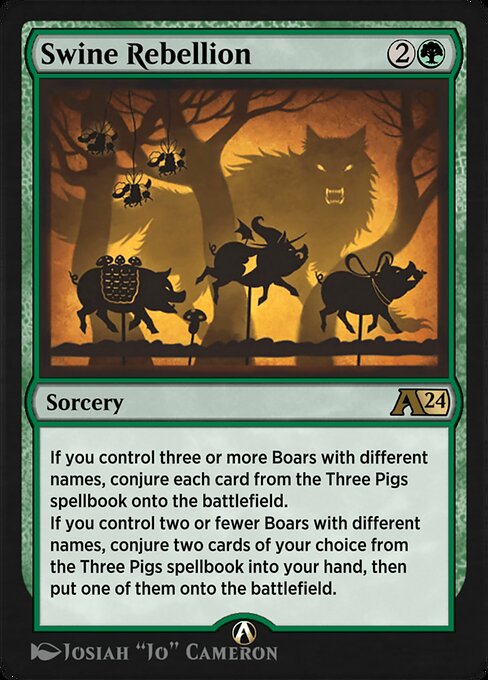 Swine Rebellion 2
Sorcery A24
If you control three or more Boars with different
names, conjure each card from the Three Pigs
spellbook onto the battlefield.
If you control two or fewer Boars with different
names, conjure two cards of your choice from
the Three Pigs spellbook into your hand, then
put one of them onto the battlefield.
Josiah "Jo" Cameron